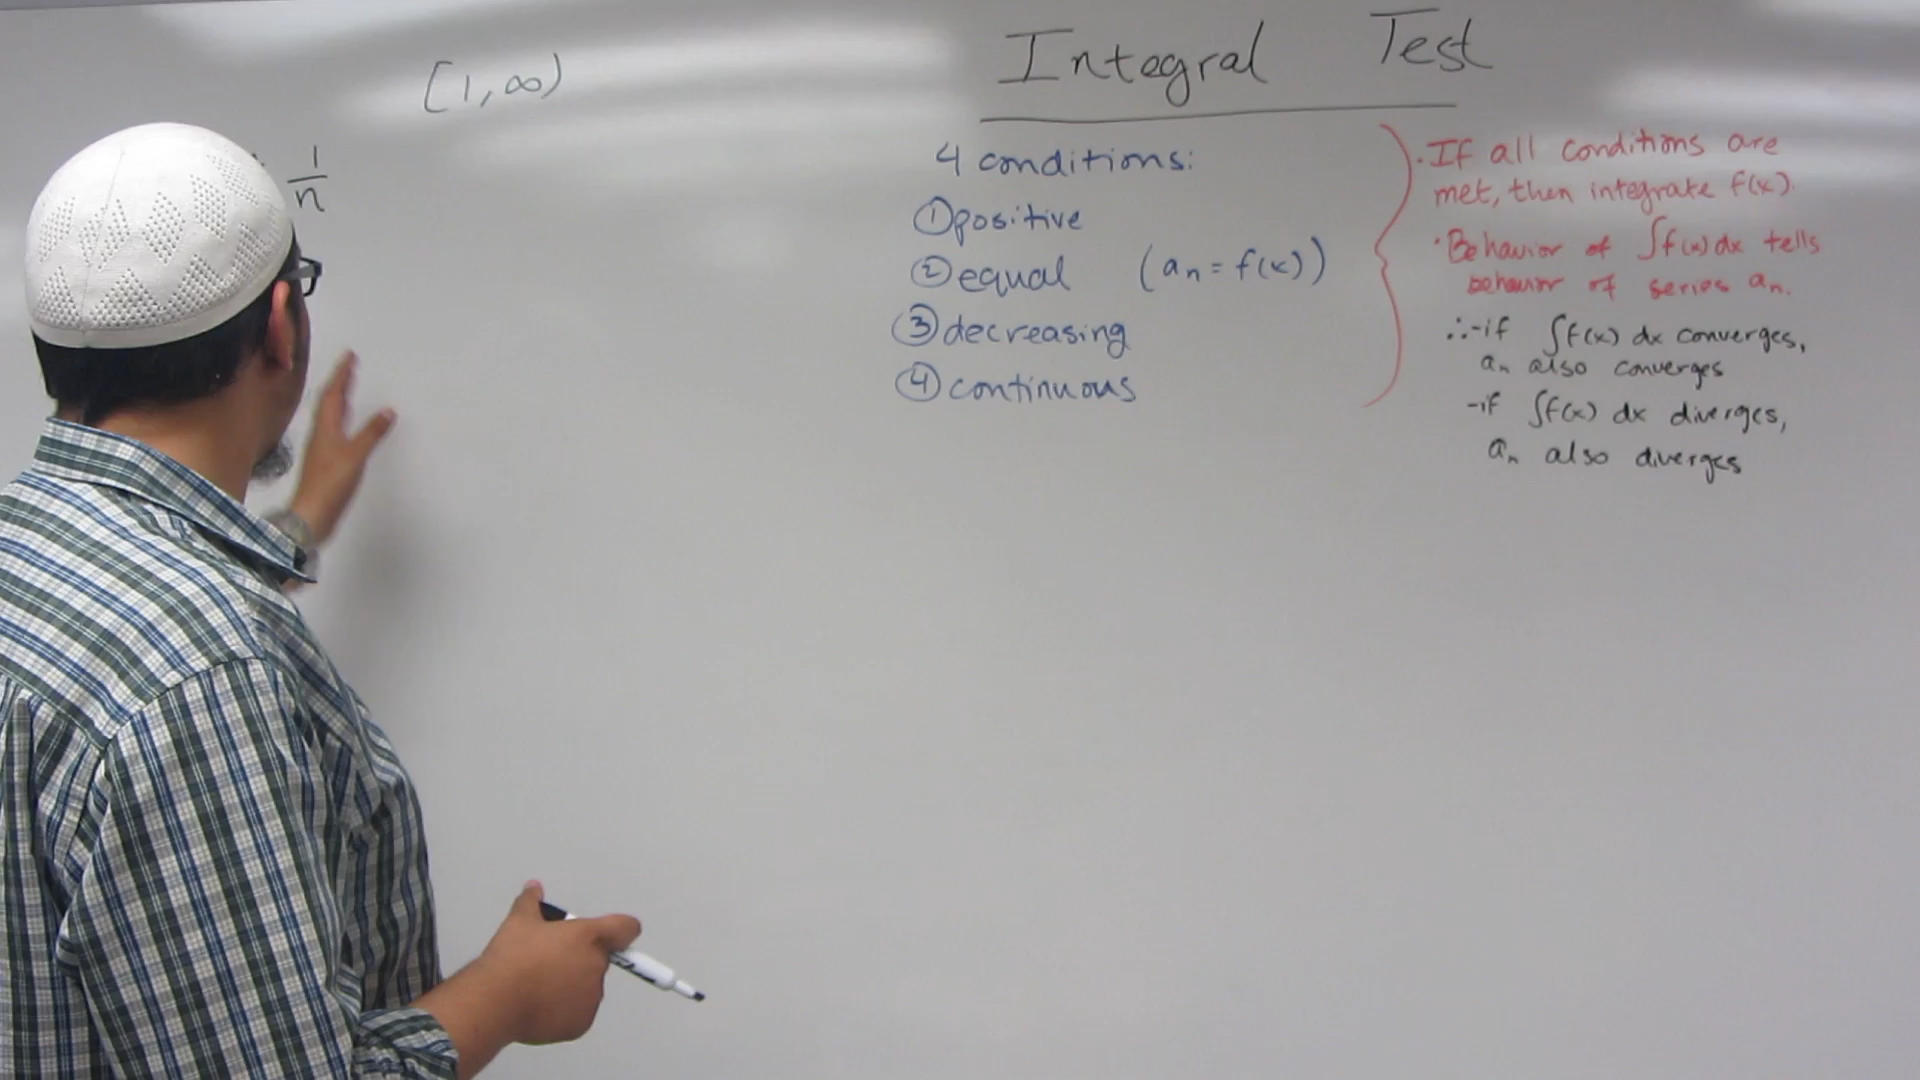 [1, ∞)
1/n
Integral Test
4 conditions:
① positive
② equal (aₙ = f(x))
③ decreasing
④ continuous
· If all conditions are
met, then integrate f(x).
· Behavior of ∫f(x)dx tells
behavior of series aₙ.
∴ -if ∫f(x) dx converges,
aₙ also converges
-if ∫f(x) dx diverges,
aₙ also diverges